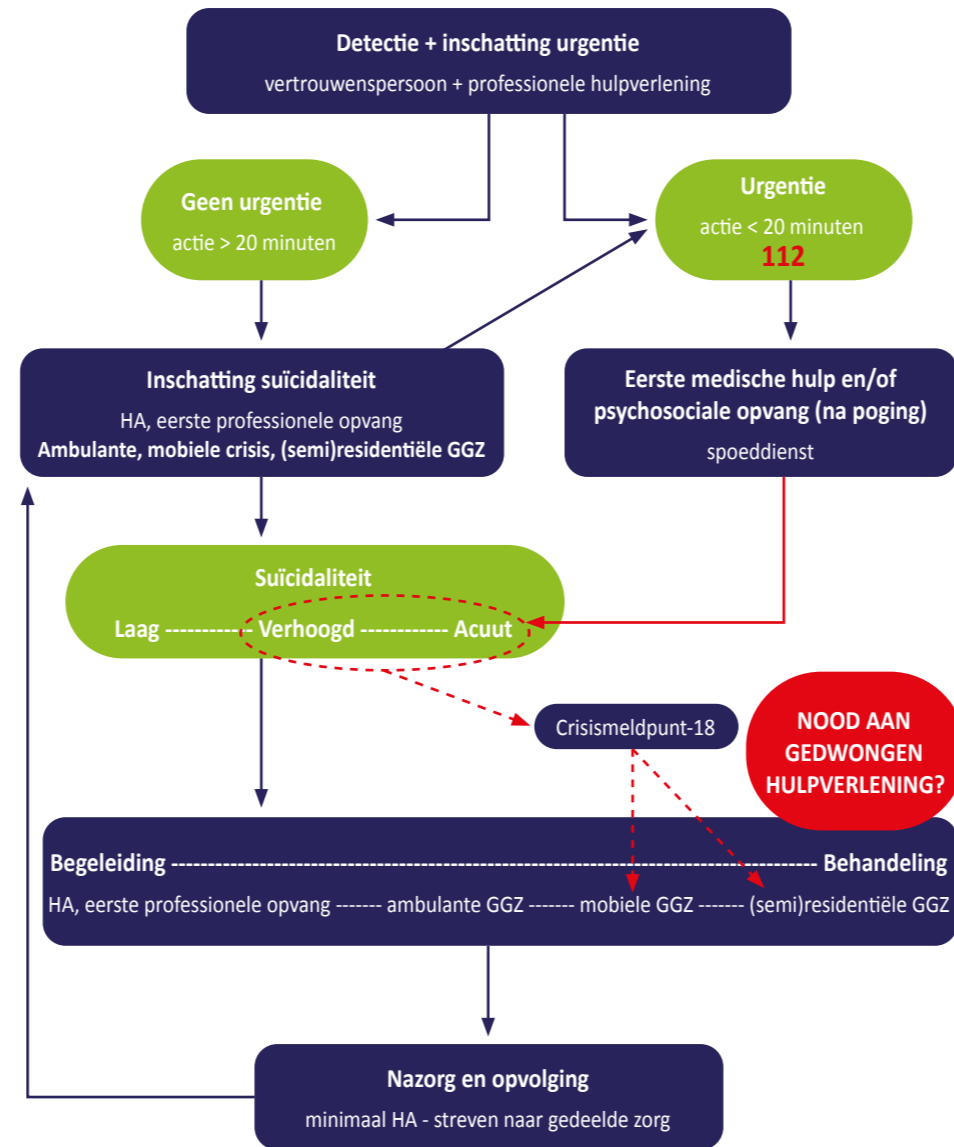 Detectie + inschatting urgentie
vertrouwenspersoon + professionele hulpverlening
Geen urgentie
actie > 20 minuten
Urgentie
actie < 20 minuten
112
Inschatting suïcidaliteit
HA, eerste professionele opvang
Ambulante, mobiele crisis, (semi)residentiële GGZ
Eerste medische hulp en/of
psychosociale opvang (na poging)
spoeddienst
Suïcidaliteit
Laag ------------ Verhoogd ------------ Acuut
Crisismeldpunt-18
NOOD AAN
GEDWONGEN
HULPVERLENING?
Begeleiding ---------------------------------------------------------------------------------------- Behandeling
HA, eerste professionele opvang ------- ambulante GGZ ------- mobiele GGZ ------- (semi)residentiële GGZ
Nazorg en opvolging
minimaal HA - streven naar gedeelde zorg